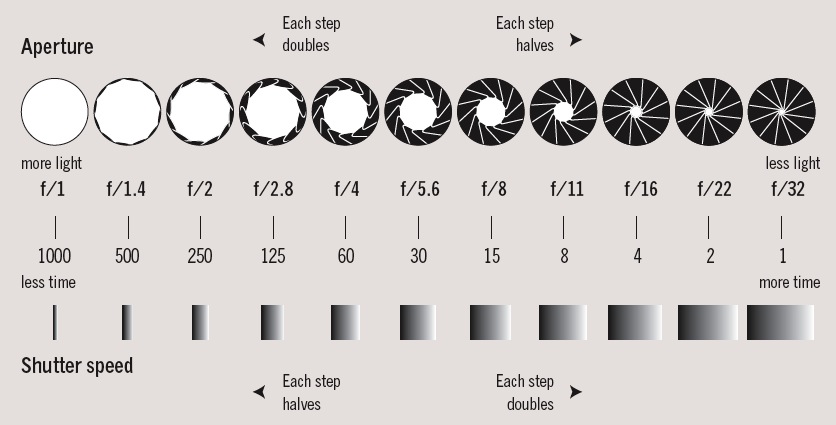 Each step
doubles
Each step
halves
Aperture
more light
less light
f/1 f/1.4 f/2 f/2.8 f/4 f/5.6 f/8 f/11 f/16 f/22 f/32
1000 500 250 125 60 30 15 8 4 2 1
less time
more time
Shutter speed
Each step
halves
Each step
doubles